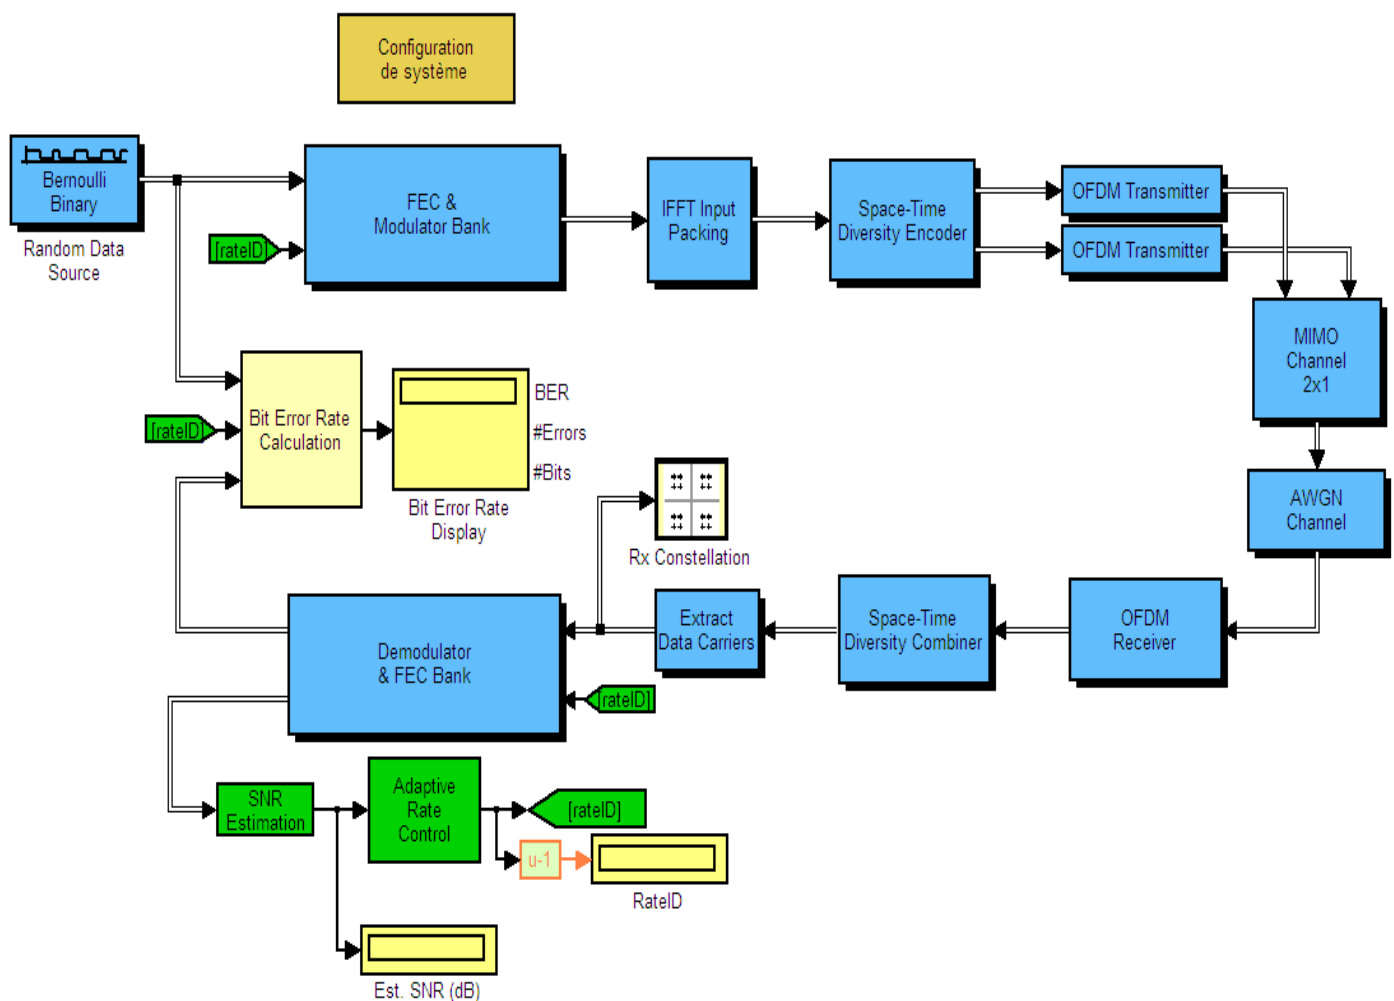 Configuration
de système
Bernoulli
Binary
Random Data
Source
[rateID]
FEC &
Modulator Bank
IFFT Input
Packing
Space-Time
Diversity Encoder
OFDM Transmitter
OFDM Transmitter
MIMO
Channel
2x1
AWGN
Channel
[rateID]
Bit Error Rate
Calculation
BER
#Errors
#Bits
Bit Error Rate
Display
Rx Constellation
Demodulator
& FEC Bank
Extract
Data Carriers
Space-Time
Diversity Combiner
OFDM
Receiver
[rateID]
SNR
Estimation
Adaptive
Rate
Control
[rateID]
u-1
RateID
Est. SNR (dB)